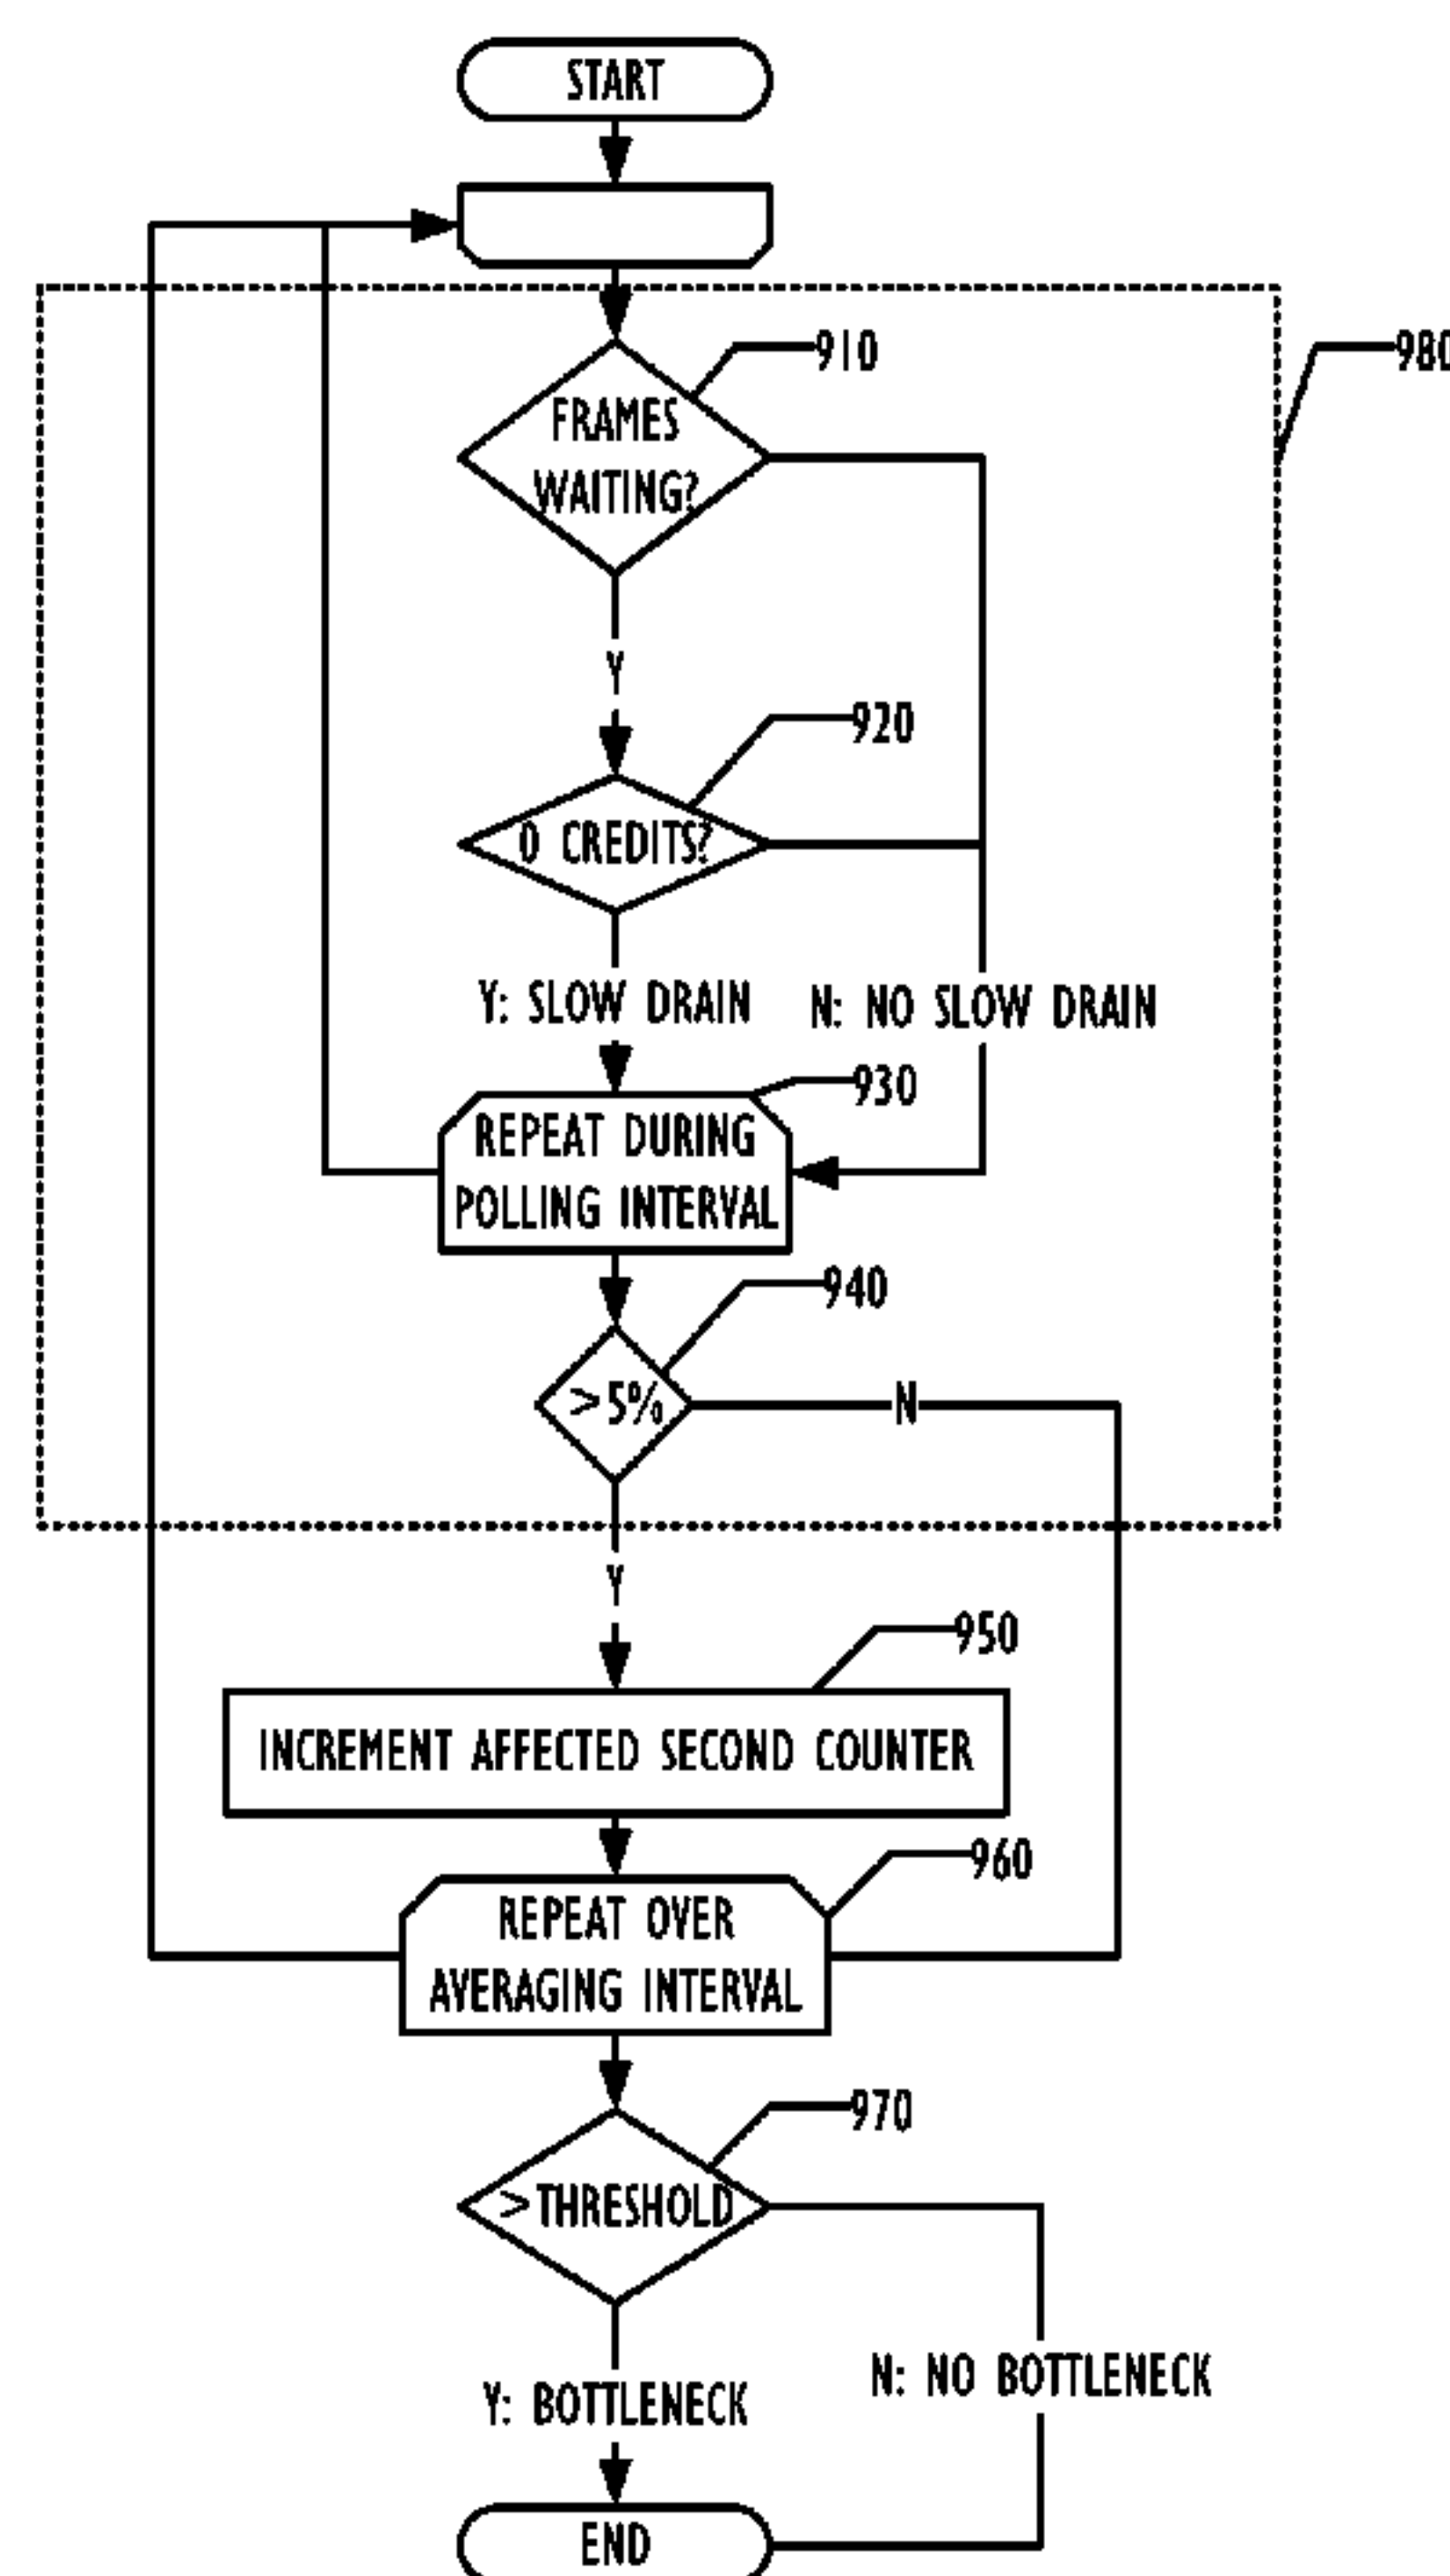 START
910
980
FRAMES
WAITING?
Y
920
0 CREDITS?
Y: SLOW DRAIN
N: NO SLOW DRAIN
930
REPEAT DURING
POLLING INTERVAL
940
>5%
N
Y
950
INCREMENT AFFECTED SECOND COUNTER
960
REPEAT OVER
AVERAGING INTERVAL
970
>THRESHOLD
N: NO BOTTLENECK
Y: BOTTLENECK
END